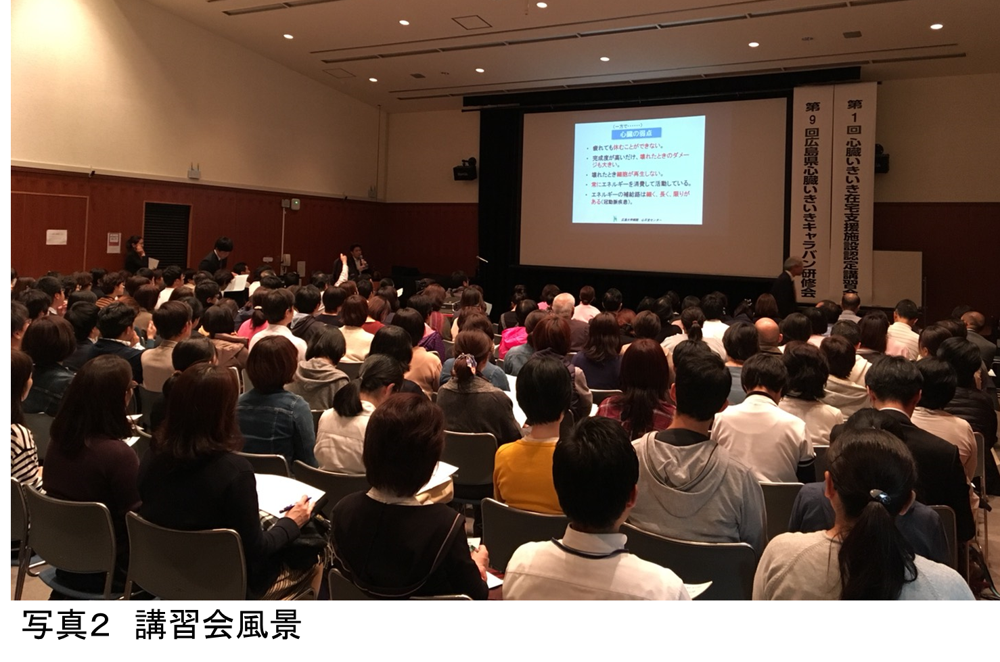 (一方で……)
心臓の弱点
・ 疲れても休むことができない。
・ 完成度が高いだけ、壊れたときのダメー
ジも大きい。
・ 壊れたとき細胞が再生しない。
・ 常にエネルギーを消費して活動している。
・ エネルギーの補給路は細く、長く、限りが
ある(冠動脈疾患)。
広島大学病院 心不全センター
第1回 心臓いきいき在宅支援施設認定講習会
第9回広島県心臓いきいきキャラバン研修会
写真2 講習会風景